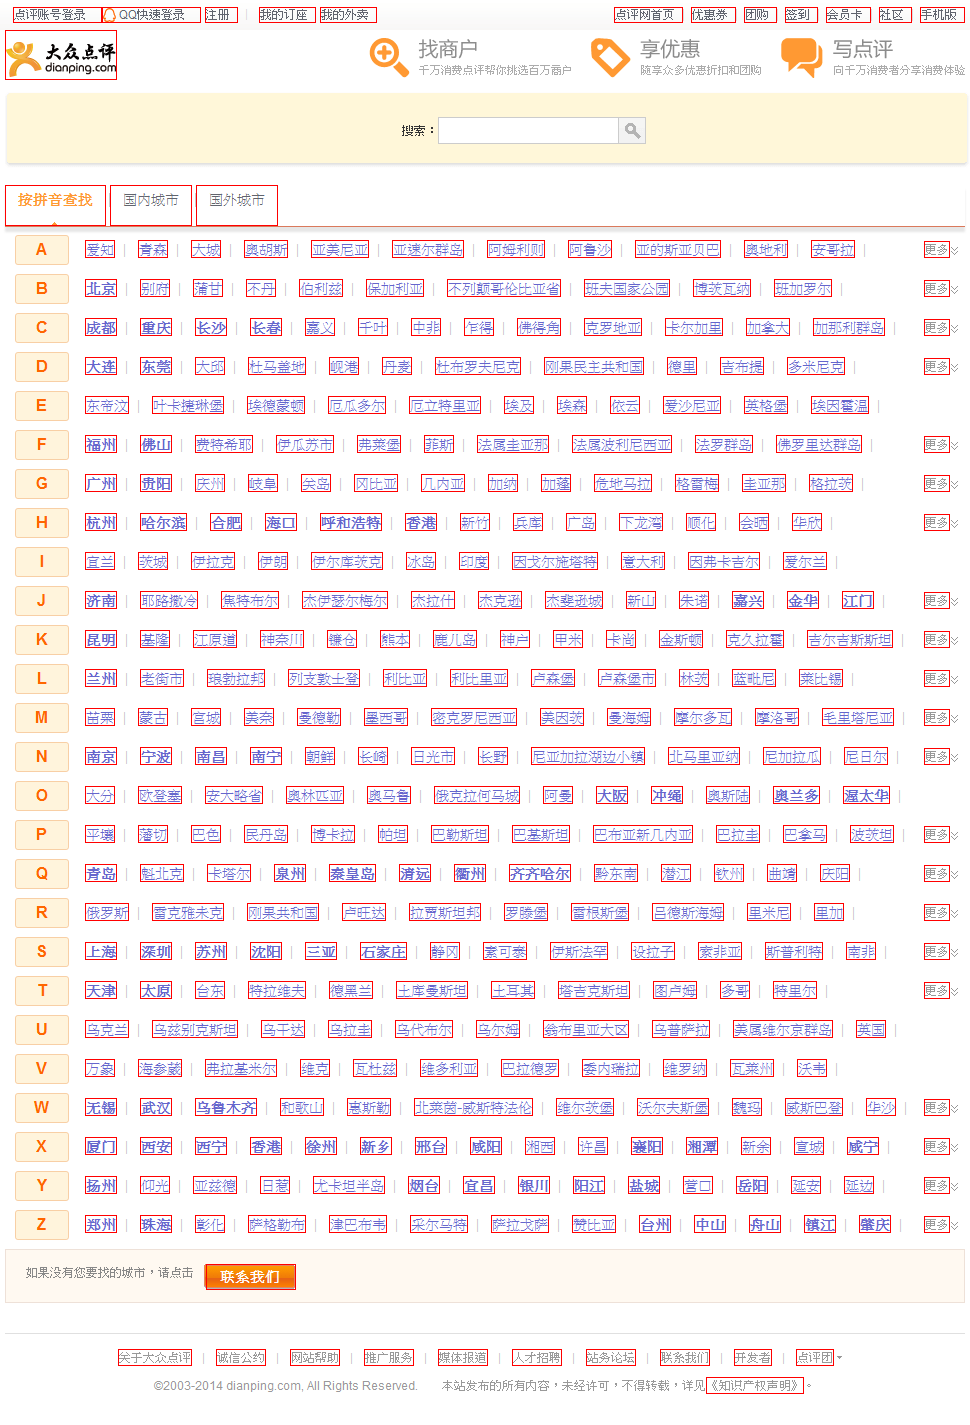 点评账号登录 QQ快速登录 注册 | 我的订座 我的外卖 点评网首页 优惠券 团购 签到 会员卡 社区 手机版
大众点评 dianping.com
找商户 千万消费点评帮你挑选百万商户
享优惠 随享众多优惠折扣和团购
写点评 向千万消费者分享消费体验
搜索：
按拼音查找 国内城市 国外城市
A 爱知 | 青森 | 大城 | 奥胡斯 | 亚美尼亚 | 亚速尔群岛 | 阿姆利则 | 阿鲁沙 | 亚的斯亚贝巴 | 奥地利 | 安哥拉 | 更多
B 北京 | 别府 | 蒲甘 | 不丹 | 伯利兹 | 保加利亚 | 不列颠哥伦比亚省 | 班夫国家公园 | 博茨瓦纳 | 班加罗尔 | 更多
C 成都 | 重庆 | 长沙 | 长春 | 嘉义 | 千叶 | 中非 | 乍得 | 佛得角 | 克罗地亚 | 卡尔加里 | 加拿大 | 加那利群岛 | 更多
D 大连 | 东莞 | 大邱 | 杜马盖地 | 岘港 | 丹麦 | 杜布罗夫尼克 | 刚果民主共和国 | 德里 | 吉布提 | 多米尼克 | 更多
E 东帝汶 | 叶卡捷琳堡 | 埃德蒙顿 | 厄瓜多尔 | 厄立特里亚 | 埃及 | 埃森 | 依云 | 爱沙尼亚 | 英格堡 | 埃因霍温 |
F 福州 | 佛山 | 费特希耶 | 伊瓜苏市 | 弗莱堡 | 菲斯 | 法属圭亚那 | 法属波利尼西亚 | 法罗群岛 | 佛罗里达群岛 | 更多
G 广州 | 贵阳 | 庆州 | 岐阜 | 关岛 | 冈比亚 | 几内亚 | 加纳 | 加蓬 | 危地马拉 | 格雷梅 | 圭亚那 | 格拉茨 | 更多
H 杭州 | 哈尔滨 | 合肥 | 海口 | 呼和浩特 | 香港 | 新竹 | 兵库 | 广岛 | 下龙湾 | 顺化 | 会晒 | 华欣 | 更多
I 宜兰 | 茨城 | 伊拉克 | 伊朗 | 伊尔库茨克 | 冰岛 | 印度 | 因戈尔施塔特 | 意大利 | 因弗卡吉尔 | 爱尔兰 |
J 济南 | 耶路撒冷 | 焦特布尔 | 杰伊瑟尔梅尔 | 杰拉什 | 杰克逊 | 杰斐逊城 | 新山 | 朱诺 | 嘉兴 | 金华 | 江门 | 更多
K 昆明 | 基隆 | 江原道 | 神奈川 | 镰仓 | 熊本 | 鹿儿岛 | 神户 | 甲米 | 卡尚 | 金斯顿 | 克久拉霍 | 吉尔吉斯斯坦 | 更多
L 兰州 | 老街市 | 琅勃拉邦 | 列支敦士登 | 利比亚 | 利比里亚 | 卢森堡 | 卢森堡市 | 林茨 | 蓝毗尼 | 莱比锡 | 更多
M 苗栗 | 蒙古 | 宫城 | 美奈 | 曼德勒 | 墨西哥 | 密克罗尼西亚 | 美因茨 | 曼海姆 | 摩尔多瓦 | 摩洛哥 | 毛里塔尼亚 | 更多
N 南京 | 宁波 | 南昌 | 南宁 | 朝鲜 | 长崎 | 日光市 | 长野 | 尼亚加拉湖边小镇 | 北马里亚纳 | 尼加拉瓜 | 尼日尔 | 更多
O 大分 | 欧登塞 | 安大略省 | 奥林匹亚 | 奥马鲁 | 俄克拉何马城 | 阿曼 | 大阪 | 冲绳 | 奥斯陆 | 奥兰多 | 渥太华 |
P 平壤 | 藩切 | 巴色 | 民丹岛 | 博卡拉 | 帕坦 | 巴勒斯坦 | 巴基斯坦 | 巴布亚新几内亚 | 巴拉圭 | 巴拿马 | 波茨坦 | 更多
Q 青岛 | 魁北克 | 卡塔尔 | 泉州 | 秦皇岛 | 清远 | 衢州 | 齐齐哈尔 | 黔东南 | 潜江 | 钦州 | 曲靖 | 庆阳 | 更多
R 俄罗斯 | 雷克雅未克 | 刚果共和国 | 卢旺达 | 拉贾斯坦邦 | 罗滕堡 | 雷根斯堡 | 吕德斯海姆 | 里米尼 | 里加 | 更多
S 上海 | 深圳 | 苏州 | 沈阳 | 三亚 | 石家庄 | 静冈 | 素可泰 | 伊斯法罕 | 设拉子 | 索非亚 | 斯普利特 | 南非 | 更多
T 天津 | 太原 | 台东 | 特拉维夫 | 德黑兰 | 土库曼斯坦 | 土耳其 | 塔吉克斯坦 | 图卢姆 | 多哥 | 特里尔 | 更多
U 乌克兰 | 乌兹别克斯坦 | 乌干达 | 乌拉圭 | 乌代布尔 | 乌尔姆 | 翁布里亚大区 | 乌普萨拉 | 美属维尔京群岛 | 英国 |
V 万象 | 海参崴 | 弗拉基米尔 | 维克 | 瓦杜兹 | 维多利亚 | 巴拉德罗 | 委内瑞拉 | 维罗纳 | 瓦莱州 | 沃韦 |
W 无锡 | 武汉 | 乌鲁木齐 | 和歌山 | 惠斯勒 | 北莱茵-威斯特法伦 | 维尔茨堡 | 沃尔夫斯堡 | 魏玛 | 威斯巴登 | 华沙 | 更多
X 厦门 | 西安 | 西宁 | 香港 | 徐州 | 新乡 | 邢台 | 咸阳 | 湘西 | 许昌 | 襄阳 | 湘潭 | 新余 | 宣城 | 咸宁 | 更多
Y 扬州 | 仰光 | 亚兹德 | 日惹 | 尤卡坦半岛 | 烟台 | 宜昌 | 银川 | 阳江 | 盐城 | 营口 | 岳阳 | 延安 | 延边 | 更多
Z 郑州 | 珠海 | 彰化 | 萨格勒布 | 津巴布韦 | 采尔马特 | 萨拉戈萨 | 赞比亚 | 台州 | 中山 | 舟山 | 镇江 | 肇庆 | 更多
如果没有您要找的城市，请点击 联系我们
关于大众点评 | 诚信公约 | 网站帮助 | 推广服务 | 媒体报道 | 人才招聘 | 站务论坛 | 联系我们 | 开发者 | 点评团
©2003-2014 dianping.com, All Rights Reserved. 本站发布的所有内容，未经许可，不得转载，详见《知识产权声明》。